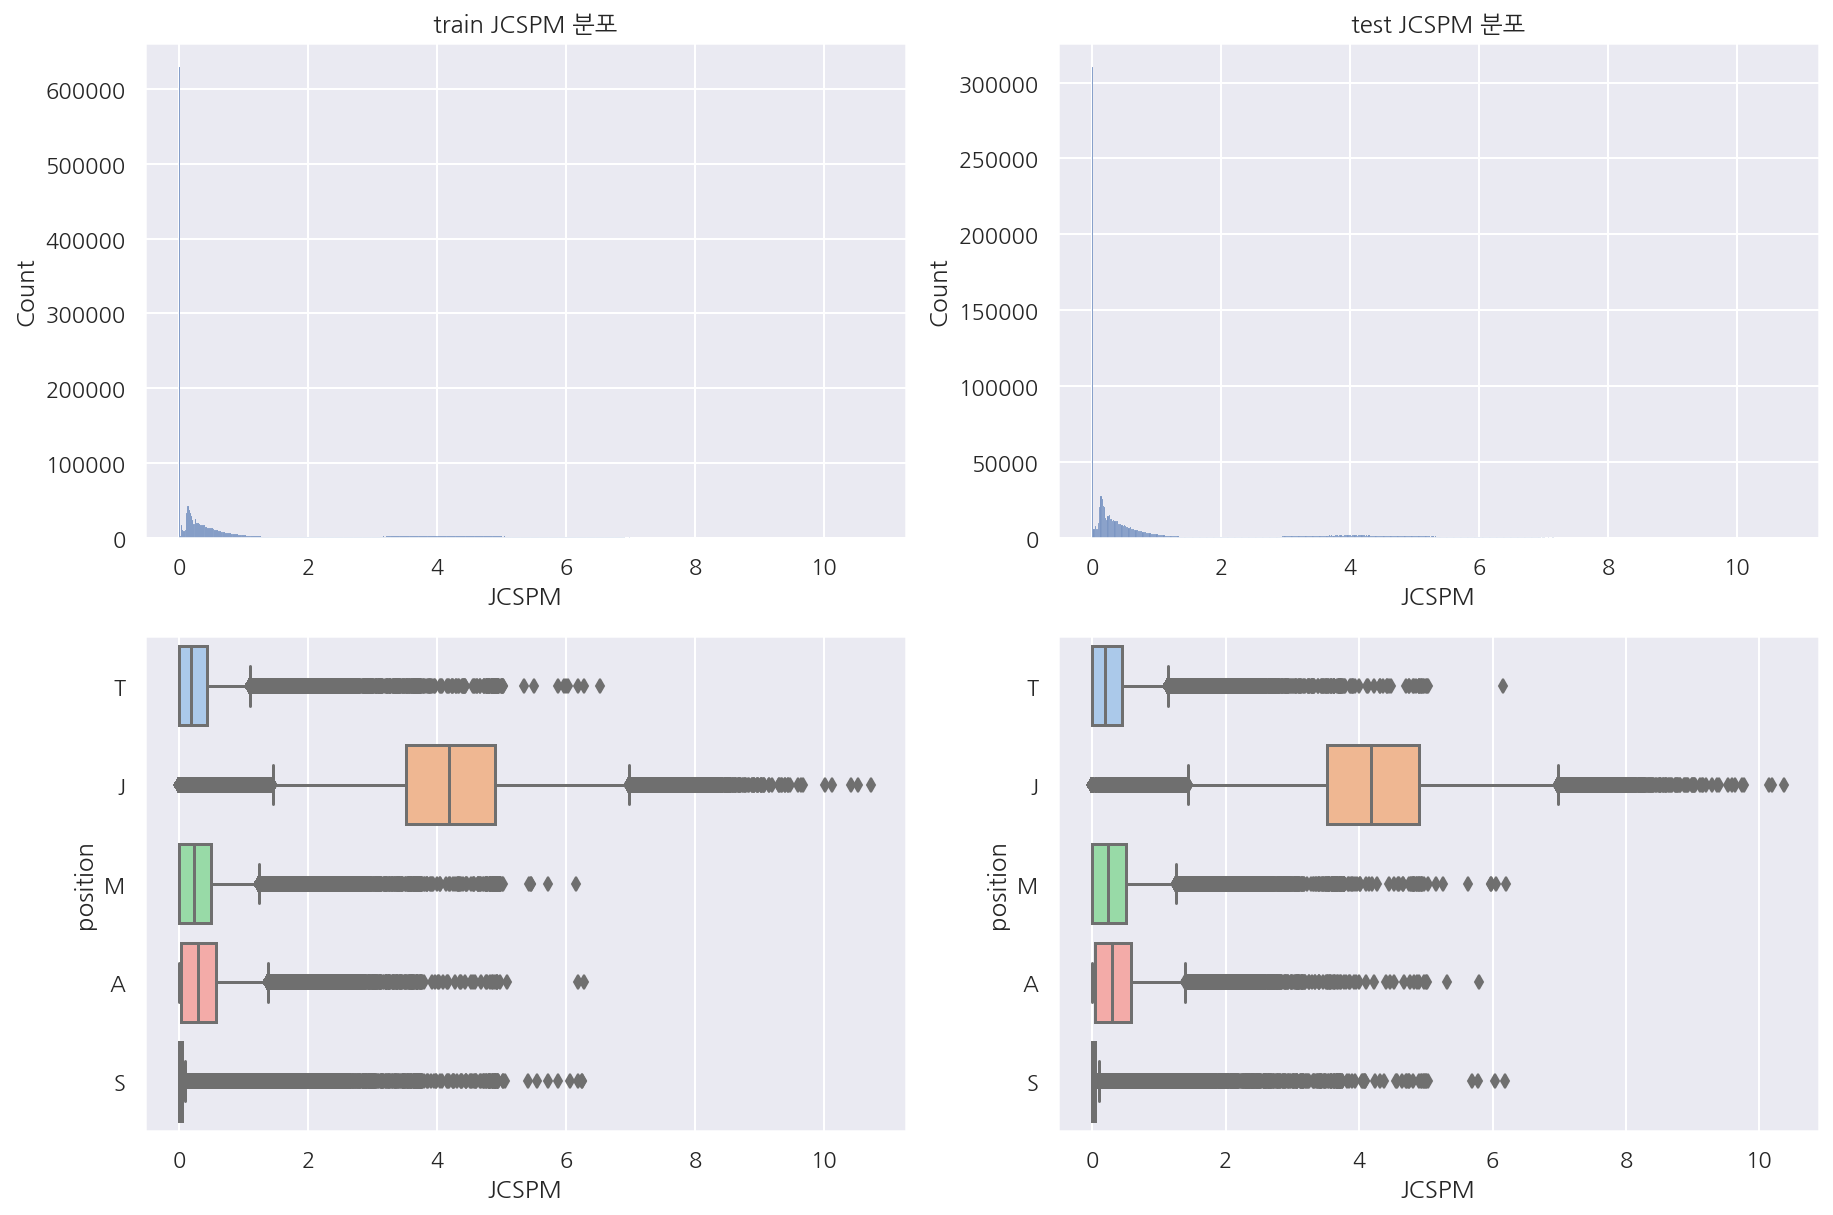 train JCSPM 분포
600000
500000
400000
300000
200000
100000
0
Count
0 2 4 6 8 10
JCSPM
test JCSPM 분포
300000
250000
200000
150000
100000
50000
0
Count
0 2 4 6 8 10
JCSPM
T
J
M
A
S
position
0 2 4 6 8 10
JCSPM
T
J
M
A
S
position
0 2 4 6 8 10
JCSPM